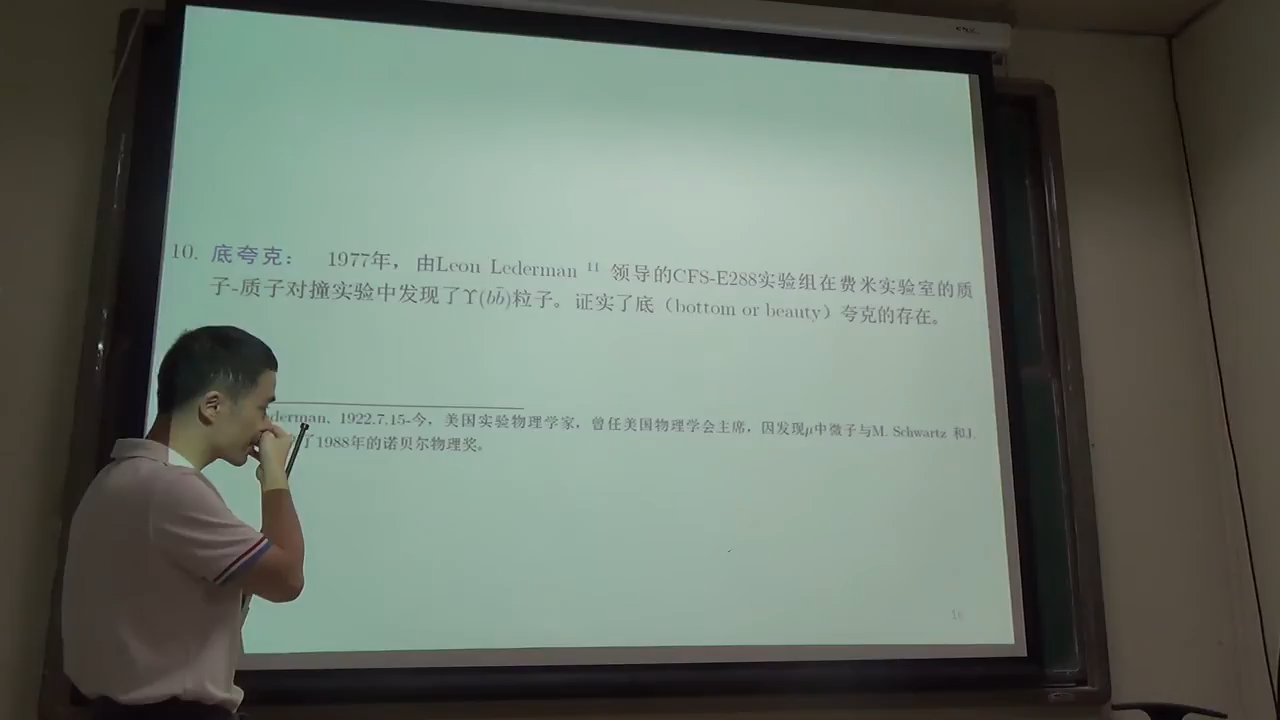 10. 底夸克： 1977年，由Leon Lederman 11 领导的CFS-E288实验组在费米实验室的质
子-质子对撞实验中发现了ϒ(bb̄)粒子。证实了底（bottom or beauty）夸克的存在。
derman, 1922.7.15-今，美国实验物理学家，曾任美国物理学会主席，因发现μ中微子与M. Schwartz 和J.
了1988年的诺贝尔物理奖。
16